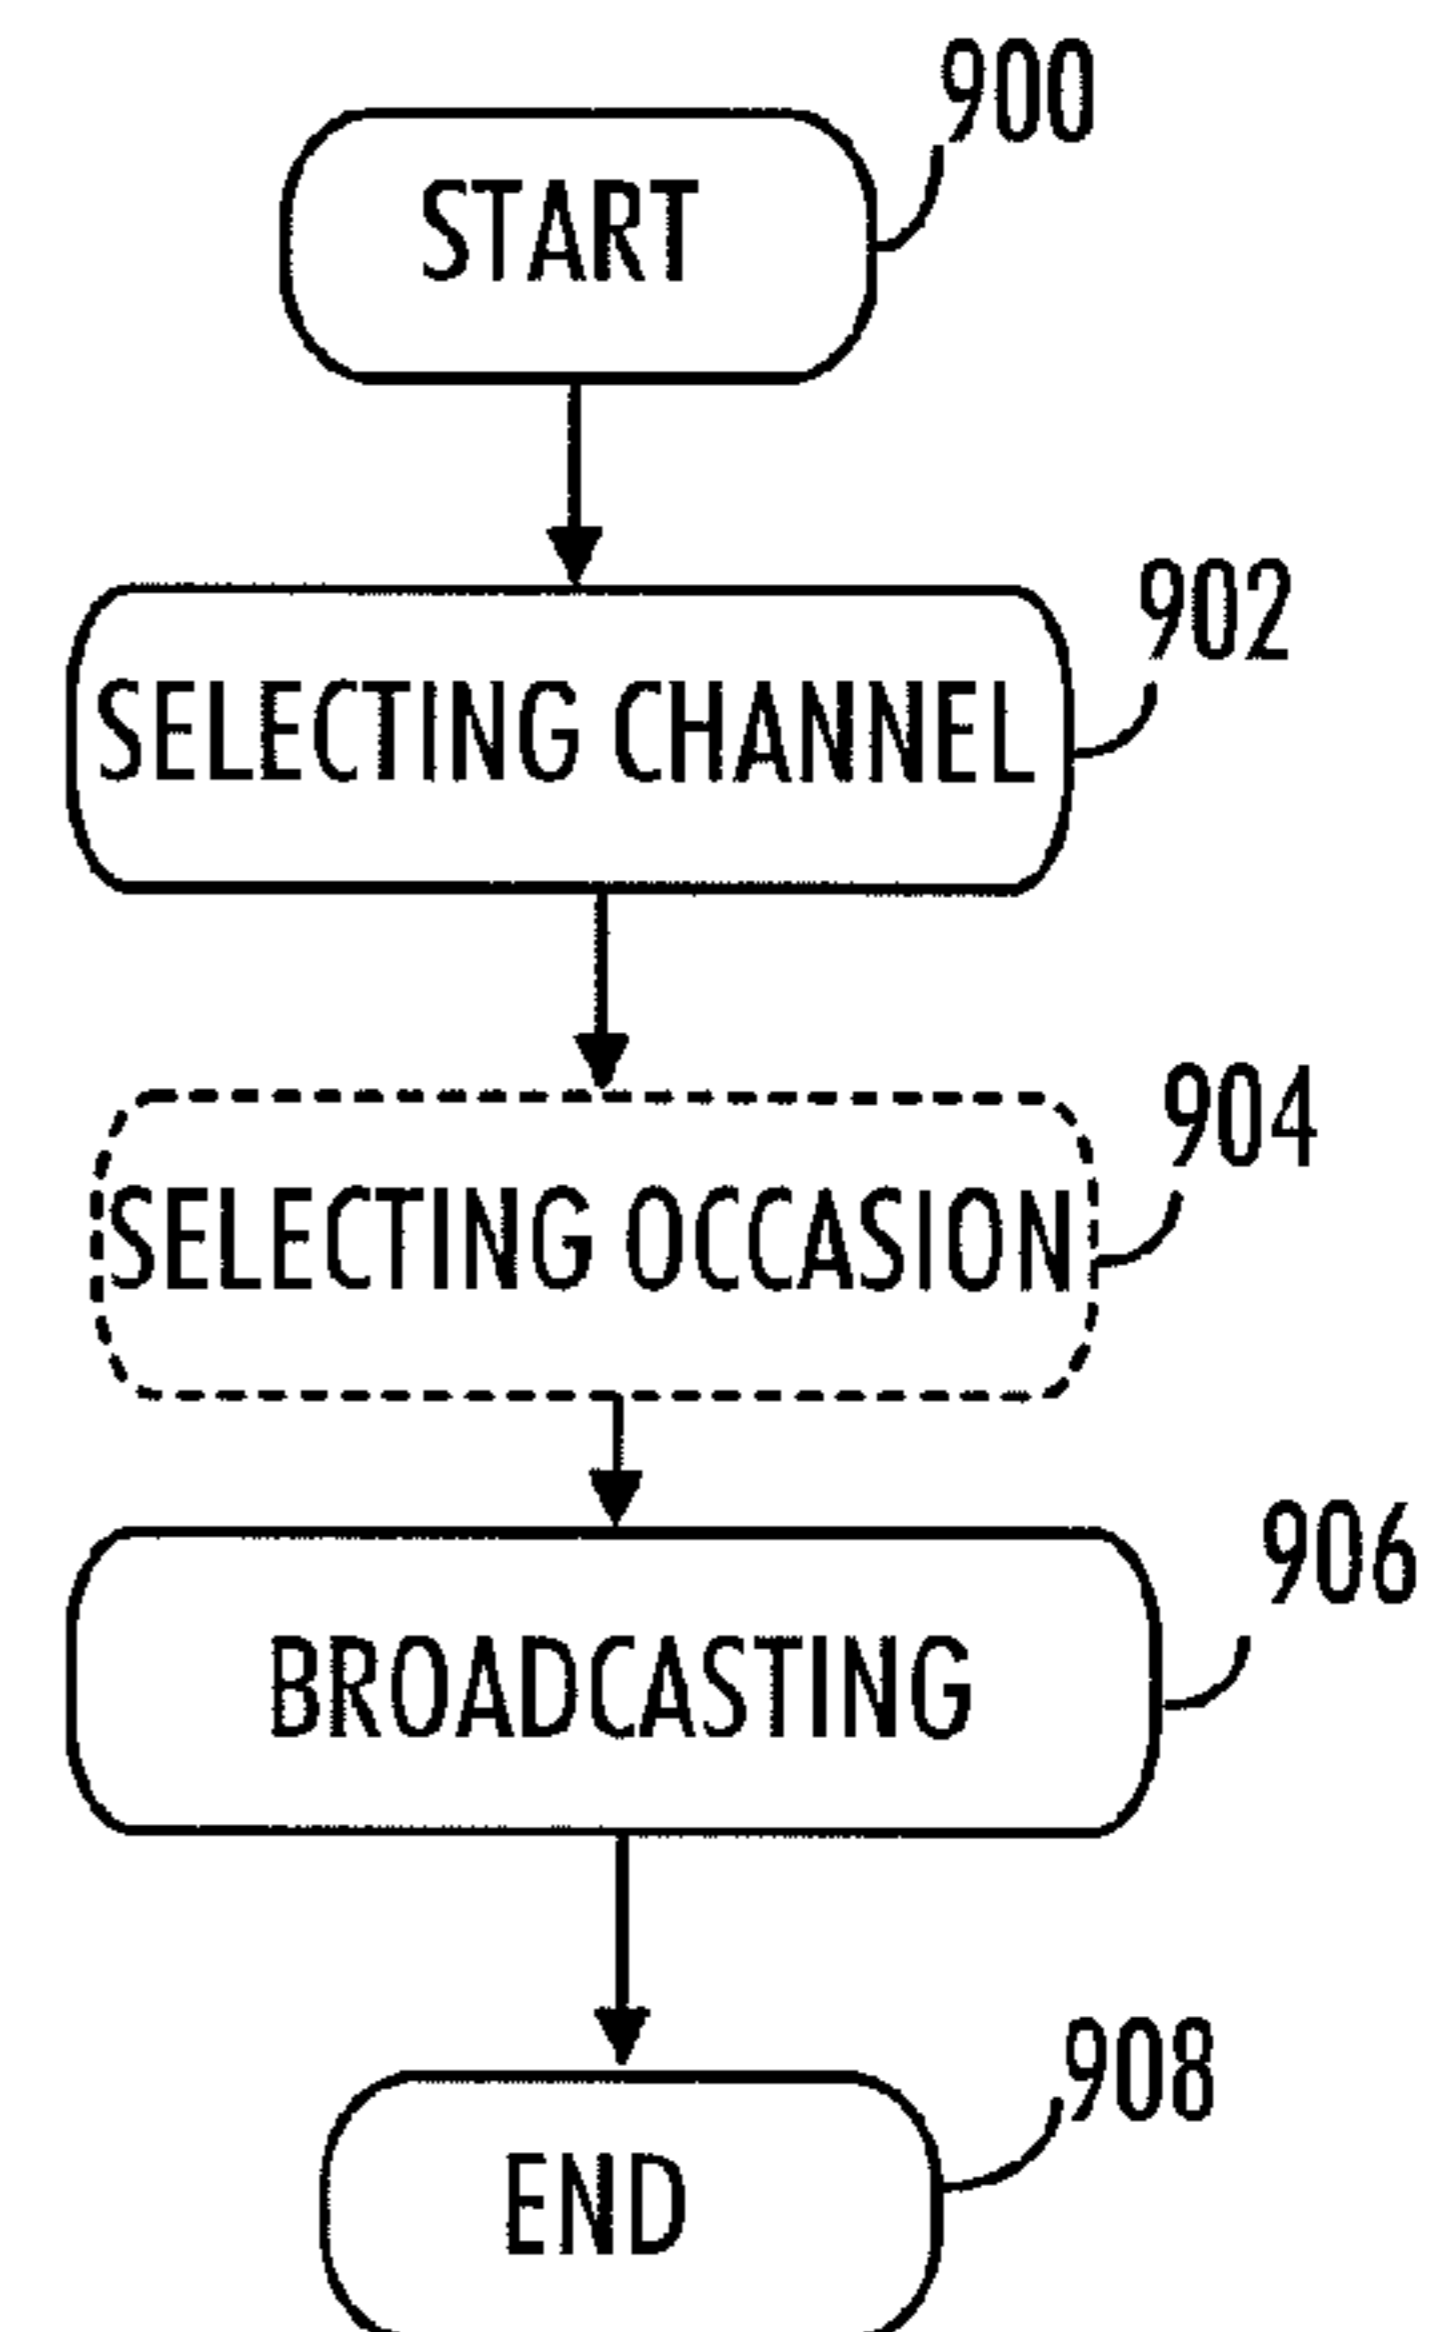 900
START
902
SELECTING CHANNEL
904
SELECTING OCCASION
906
BROADCASTING
908
END